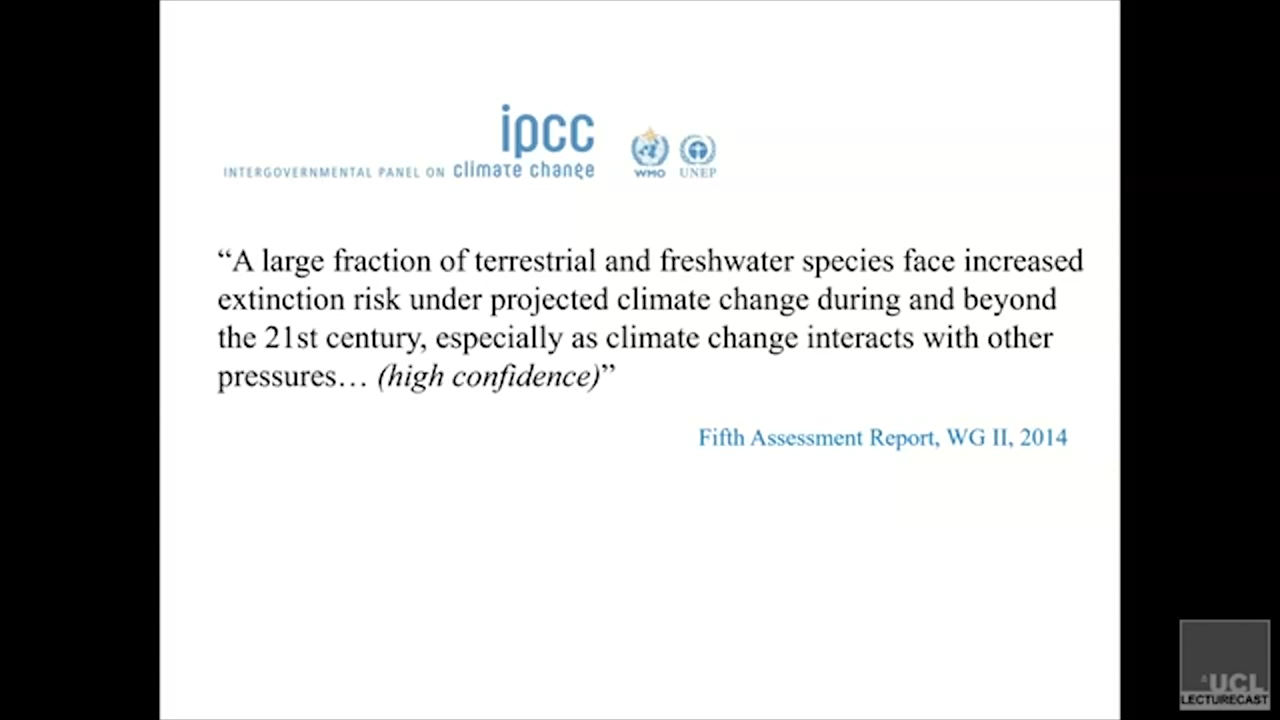 ipcc
INTERGOVERNMENTAL PANEL ON climate change
WMO
UNEP
“A large fraction of terrestrial and freshwater species face increased
extinction risk under projected climate change during and beyond
the 21st century, especially as climate change interacts with other
pressures… (high confidence)”
Fifth Assessment Report, WG II, 2014
UCL
LECTURECAST